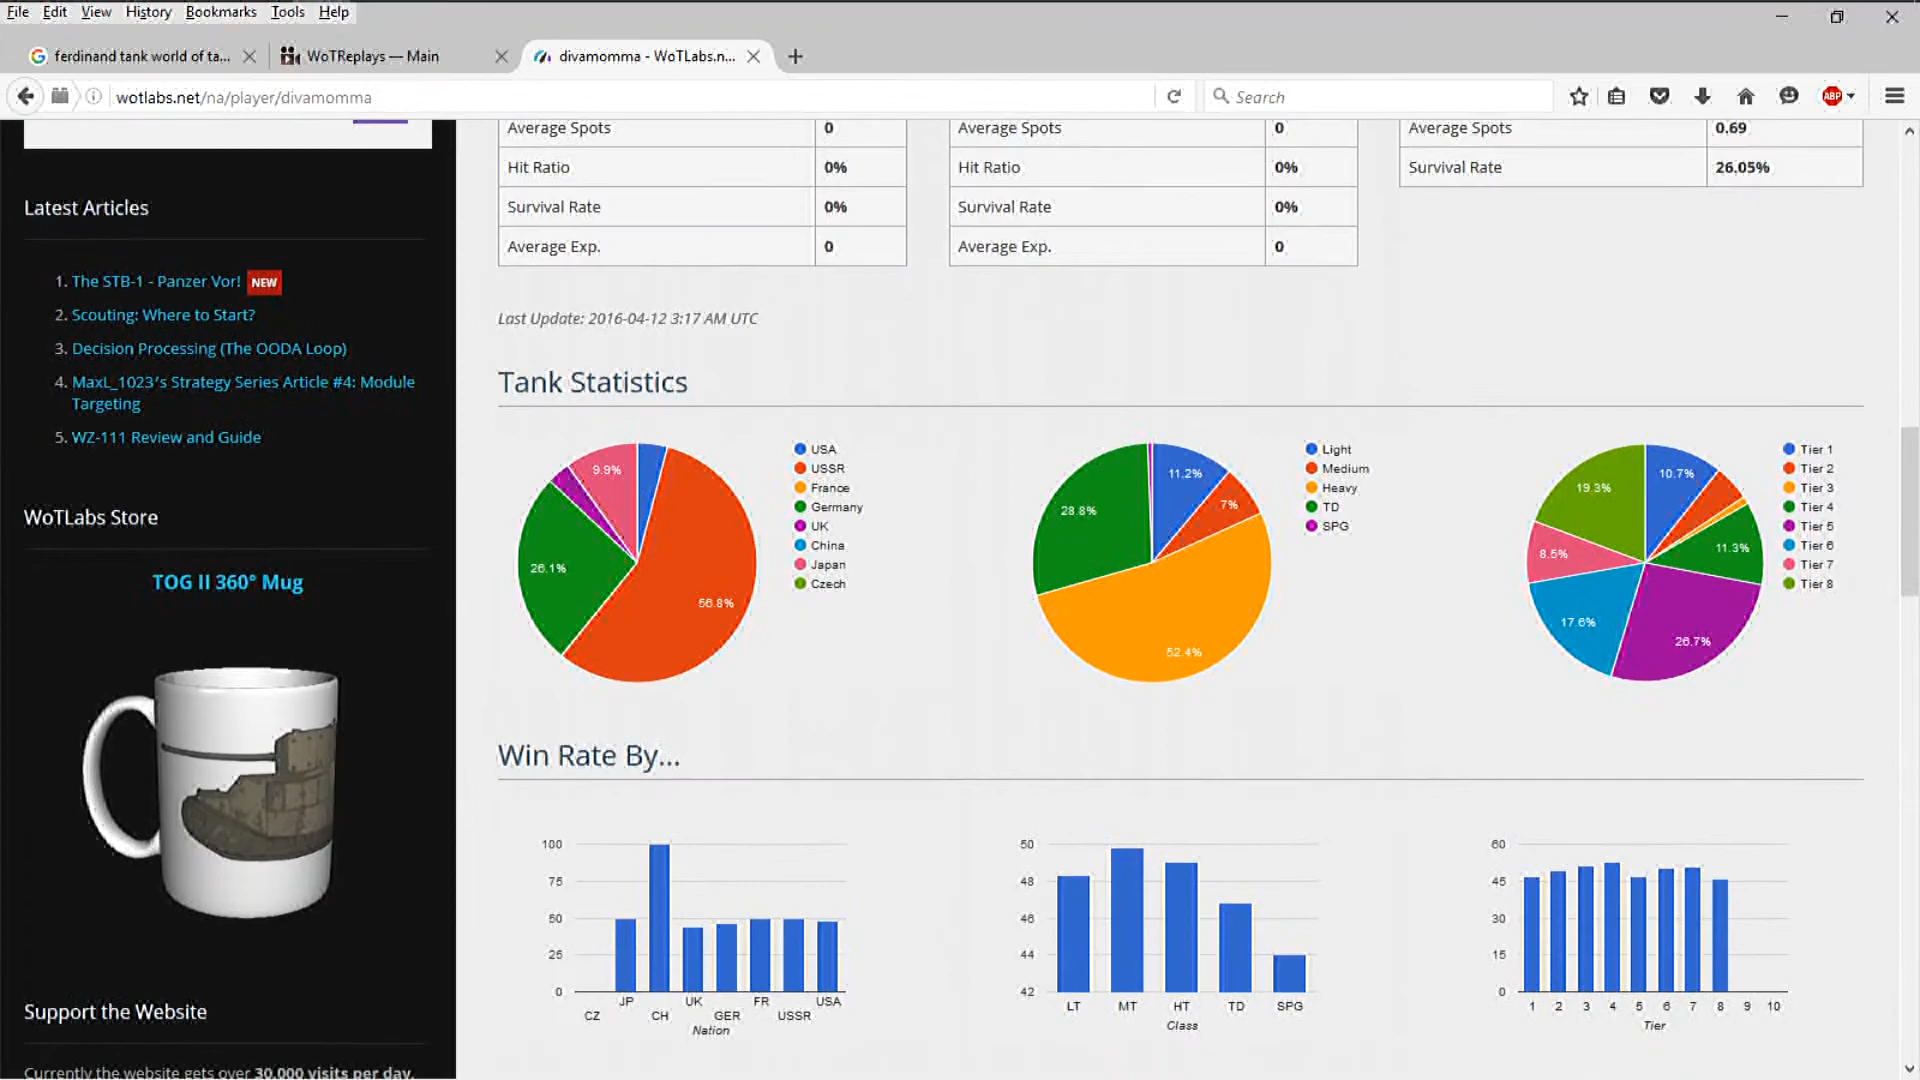 File Edit View History Bookmarks Tools Help
ferdinand tank world of ta...
WoTReplays — Main
divamomma - WoTLabs.n...
wotlabs.net/na/player/divamomma
Search
ABP
Latest Articles
1. The STB-1 - Panzer Vor! NEW
2. Scouting: Where to Start?
3. Decision Processing (The OODA Loop)
4. MaxL_1023's Strategy Series Article #4: Module
Targeting
5. WZ-111 Review and Guide
WoTLabs Store
TOG II 360° Mug
Support the Website
Currently the website gets over 30,000 visits per day.
Average Spots 0
Hit Ratio 0%
Survival Rate 0%
Average Exp. 0
Average Spots 0
Hit Ratio 0%
Survival Rate 0%
Average Exp. 0
Average Spots 0.69
Survival Rate 26.05%
Last Update: 2016-04-12 3:17 AM UTC
Tank Statistics
9.9%
26.1%
56.8%
USA
USSR
France
Germany
UK
China
Japan
Czech
11.2%
7%
28.8%
52.4%
Light
Medium
Heavy
TD
SPG
10.7%
19.3%
11.3%
8.5%
17.6%
26.7%
Tier 1
Tier 2
Tier 3
Tier 4
Tier 5
Tier 6
Tier 7
Tier 8
Win Rate By...
100
75
50
25
0
CZ JP CH UK GER FR USSR USA
Nation
50
48
46
44
42
LT MT HT TD SPG
Class
60
45
30
15
0
1 2 3 4 5 6 7 8 9 10
Tier